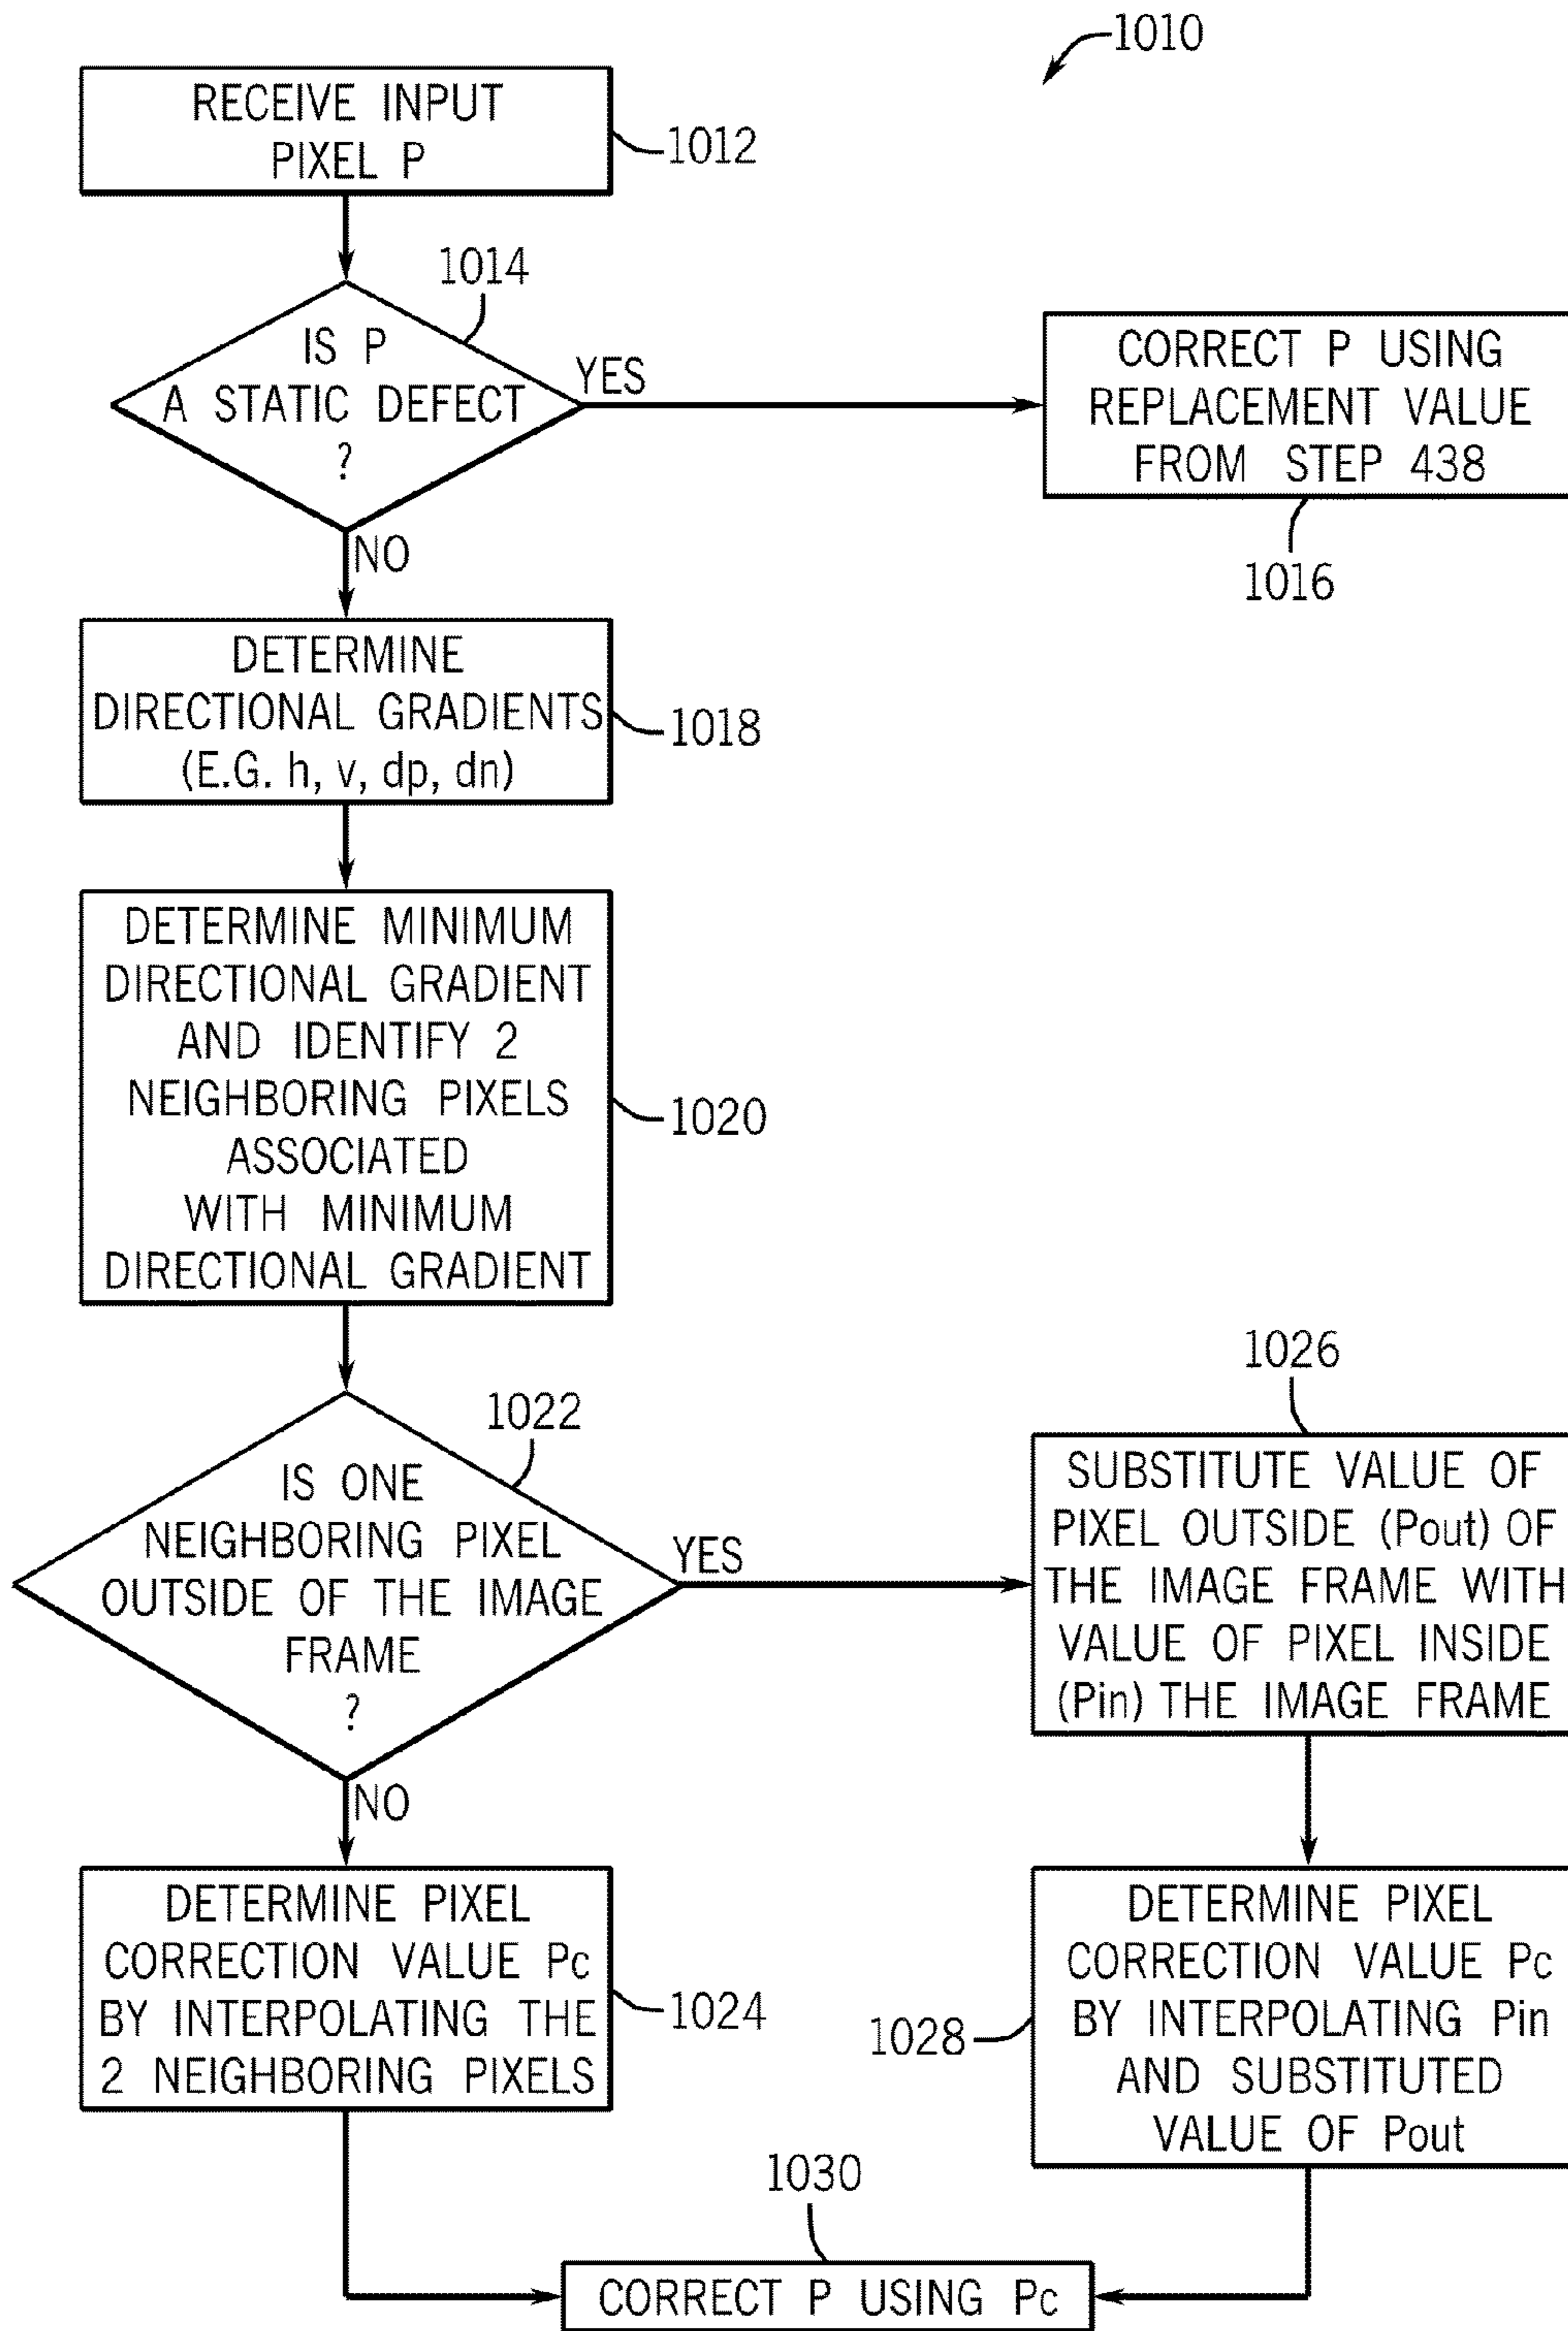 1010
RECEIVE INPUT
PIXEL P
1012
1014
IS P
A STATIC DEFECT
?
YES
CORRECT P USING
REPLACEMENT VALUE
FROM STEP 438
1016
NO
DETERMINE
DIRECTIONAL GRADIENTS
(E.G. h, v, dp, dn)
1018
DETERMINE MINIMUM
DIRECTIONAL GRADIENT
AND IDENTIFY 2
NEIGHBORING PIXELS
ASSOCIATED
WITH MINIMUM
DIRECTIONAL GRADIENT
1020
1022
IS ONE
NEIGHBORING PIXEL
OUTSIDE OF THE IMAGE
FRAME
?
YES
1026
SUBSTITUTE VALUE OF
PIXEL OUTSIDE (Pout) OF
THE IMAGE FRAME WITH
VALUE OF PIXEL INSIDE
(Pin) THE IMAGE FRAME
NO
DETERMINE PIXEL
CORRECTION VALUE Pc
BY INTERPOLATING THE
2 NEIGHBORING PIXELS
1024
DETERMINE PIXEL
CORRECTION VALUE Pc
BY INTERPOLATING Pin
AND SUBSTITUTED
VALUE OF Pout
1028
1030
CORRECT P USING Pc